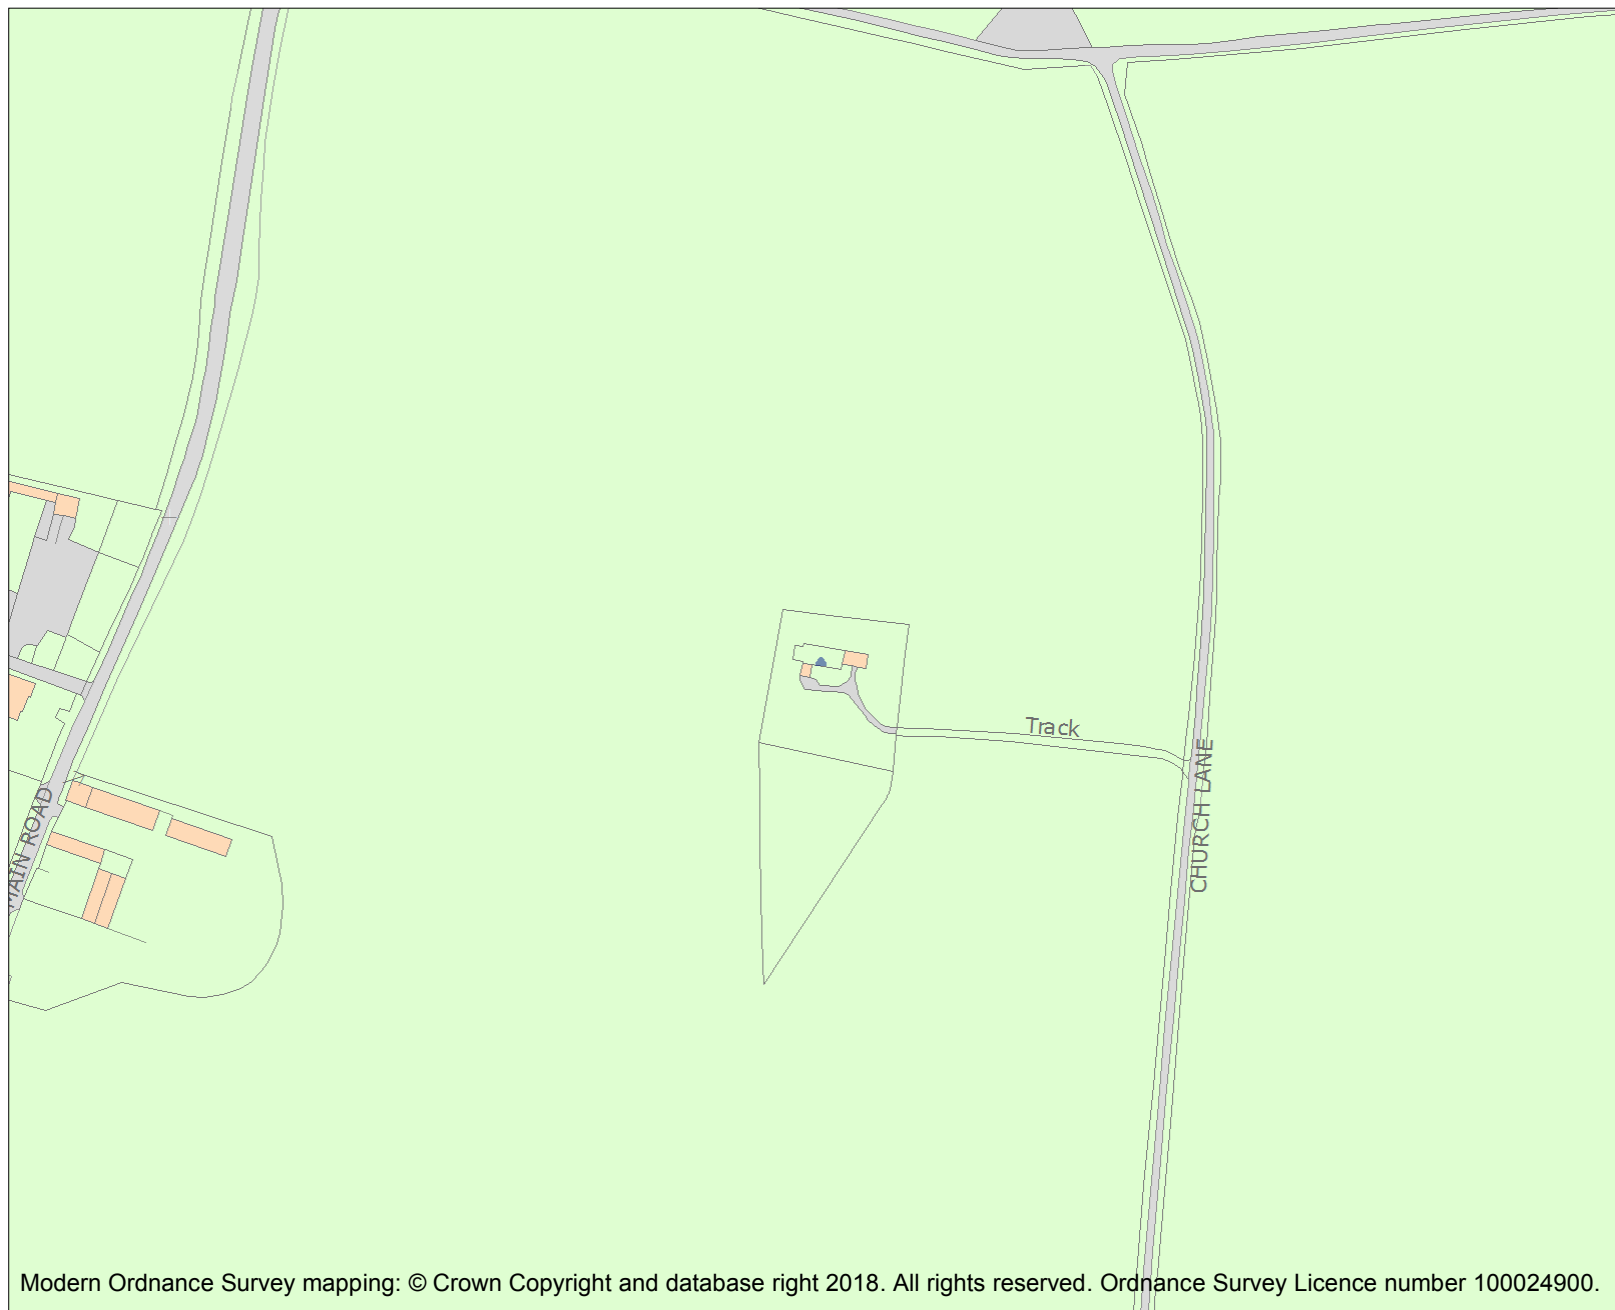 Track
CHURCH LANE
MAIN ROAD
Modern Ordnance Survey mapping: © Crown Copyright and database right 2018. All rights reserved. Ordnance Survey Licence number 100024900.